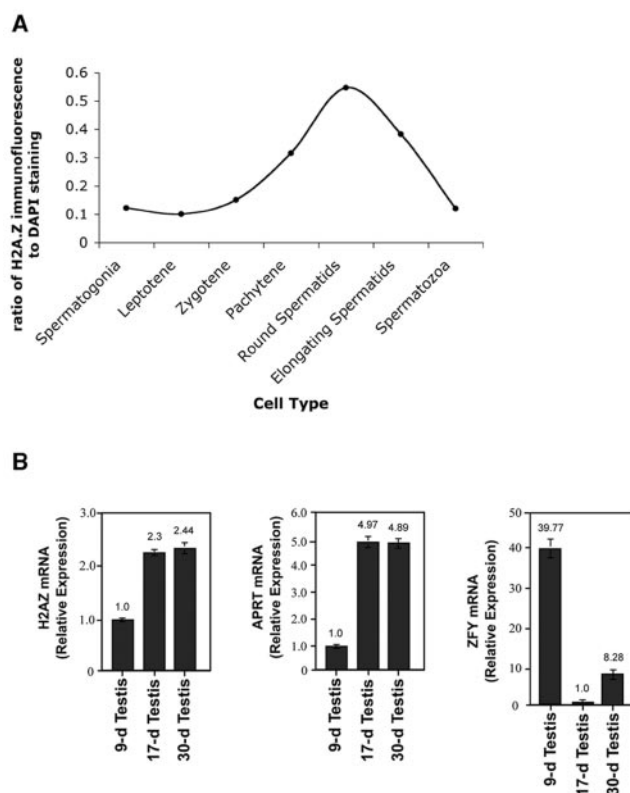 A
ratio of H2A.Z immunofluorescence
to DAPI staining
0.6
0.5
0.4
0.3
0.2
0.1
0
Spermatogonia
Leptotene
Zygotene
Pachytene
Round Spermatids
Elongating Spermatids
Spermatozoa
Cell Type
B
H2AZ mRNA
(Relative Expression)
3.0
2.0
1.0
0
1.0
2.3
2.44
9-d Testis
17-d Testis
30-d Testis
APRT mRNA
(Relative Expression)
6.0
5.0
4.0
3.0
2.0
1.0
0
1.0
4.97
4.89
9-d Testis
17-d Testis
30-d Testis
ZFY mRNA
(Relative Expression)
50
40
30
20
10
0
39.77
1.0
8.28
9-d Testis
17-d Testis
30-d Testis